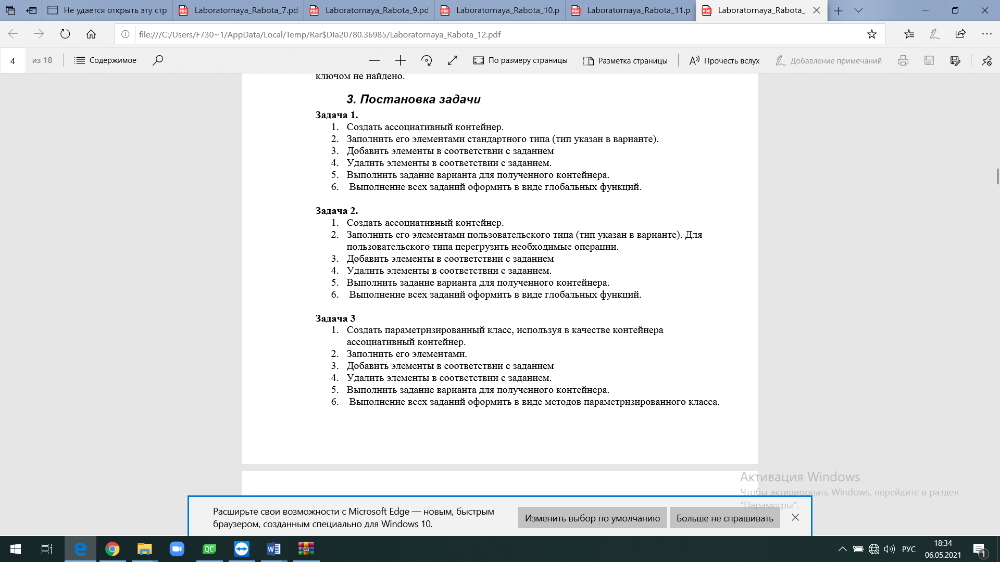 Не удается открыть эту стр
Laboratornaya_Rabota_7.pd
Laboratornaya_Rabota_9.pd
Laboratornaya_Rabota_10.p
Laboratornaya_Rabota_11.p
Laboratornaya_Rabota_
file:///C:/Users/F730~1/AppData/Local/Temp/Rar$DIa20780.36985/Laboratornaya_Rabota_12.pdf
4 из 18 Содержимое По размеру страницы Разметка страницы Прочесть вслух Добавление примечаний
ключом не найдено.
3. Постановка задачи
Задача 1.
1. Создать ассоциативный контейнер.
2. Заполнить его элементами стандартного типа (тип указан в варианте).
3. Добавить элементы в соответствии с заданием
4. Удалить элементы в соответствии с заданием.
5. Выполнить задание варианта для полученного контейнера.
6. Выполнение всех заданий оформить в виде глобальных функций.
Задача 2.
1. Создать ассоциативный контейнер.
2. Заполнить его элементами пользовательского типа (тип указан в варианте). Для
пользовательского типа перегрузить необходимые операции.
3. Добавить элементы в соответствии с заданием
4. Удалить элементы в соответствии с заданием.
5. Выполнить задание варианта для полученного контейнера.
6. Выполнение всех заданий оформить в виде глобальных функций.
Задача 3
1. Создать параметризированный класс, используя в качестве контейнера
ассоциативный контейнер.
2. Заполнить его элементами.
3. Добавить элементы в соответствии с заданием
4. Удалить элементы в соответствии с заданием.
5. Выполнить задание варианта для полученного контейнера.
6. Выполнение всех заданий оформить в виде методов параметризированного класса.
Активация Windows
Чтобы активировать Windows, перейдите в раздел
"Параметры".
Расширьте свои возможности с Microsoft Edge — новым, быстрым
браузером, созданным специально для Windows 10.
Изменить выбор по умолчанию
Больше не спрашивать
РУС
18:34
06.05.2021
1